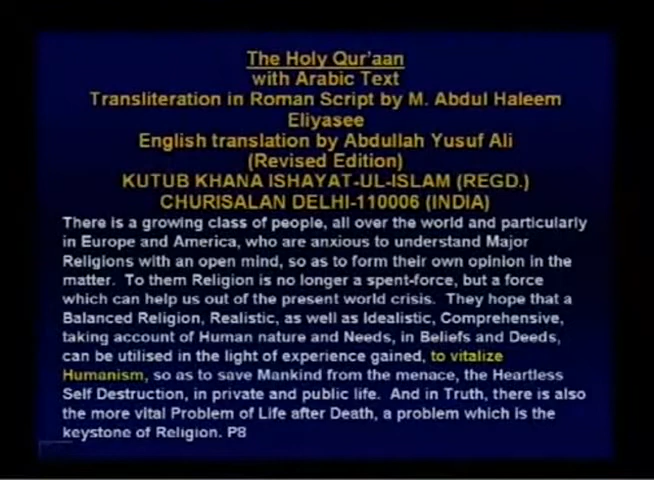 The Holy Qur'aan
with Arabic Text
Transliteration in Roman Script by M. Abdul Haleem
Eliyasee
English translation by Abdullah Yusuf Ali
(Revised Edition)
KUTUB KHANA ISHAYAT-UL-ISLAM (REGD.)
CHURISALAN DELHI-110006 (INDIA)
There is a growing class of people, all over the world and particularly
in Europe and America, who are anxious to understand Major
Religions with an open mind, so as to form their own opinion in the
matter. To them Religion is no longer a spent-force, but a force
which can help us out of the present world crisis. They hope that a
Balanced Religion, Realistic, as well as Idealistic, Comprehensive,
taking account of Human nature and Needs, in Beliefs and Deeds,
can be utilised in the light of experience gained, to vitalize
Humanism, so as to save Mankind from the menace, the Heartless
Self Destruction, in private and public life. And in Truth, there is also
the more vital Problem of Life after Death, a problem which is the
keystone of Religion. P8